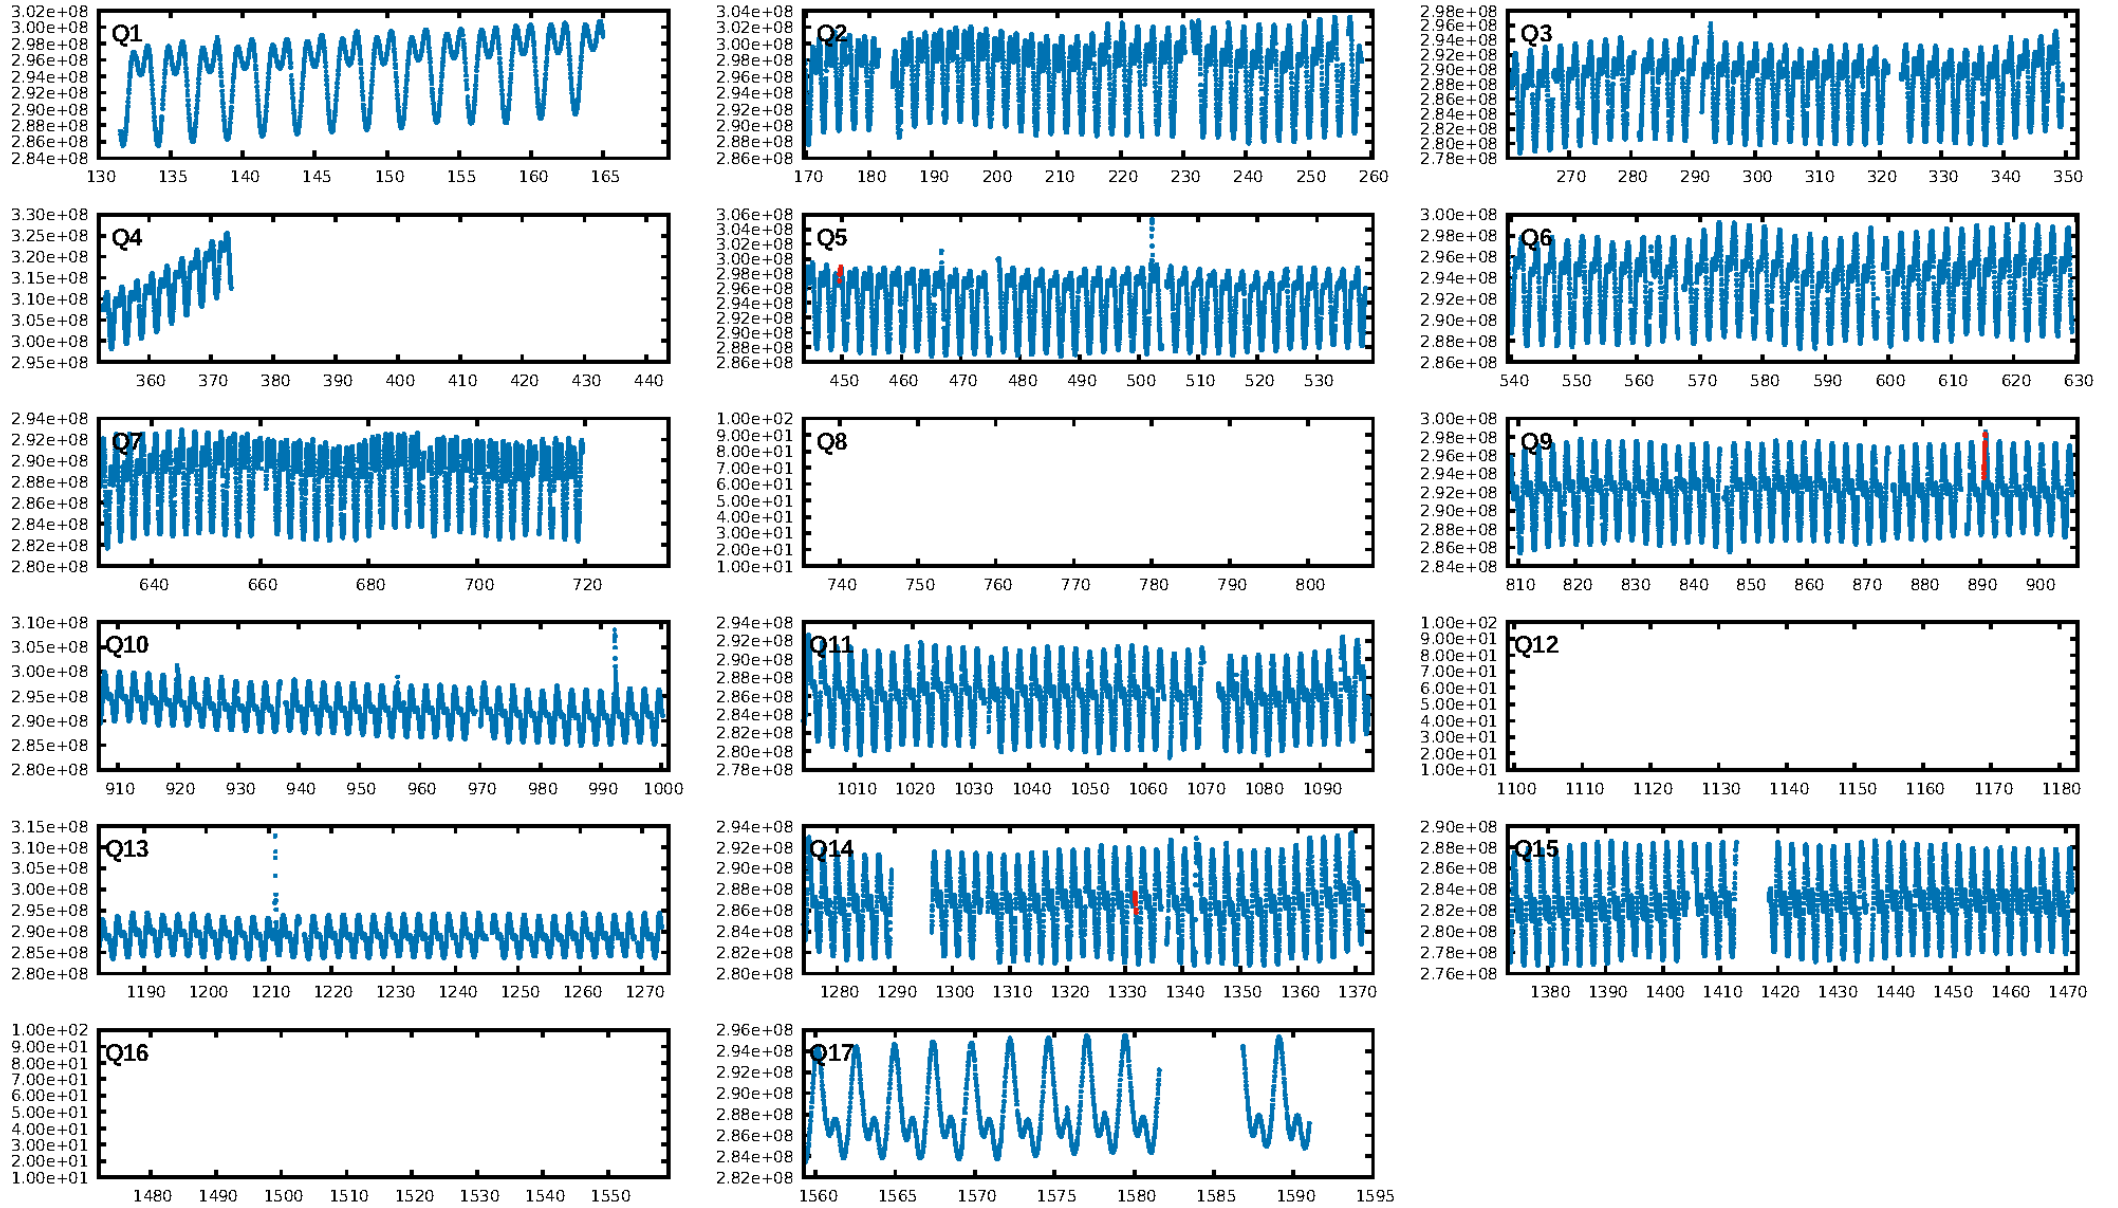 3.02e+08 3.00e+08 2.98e+08 2.96e+08 2.94e+08 2.92e+08 2.90e+08 2.88e+08 2.86e+08 2.84e+08
Q1
130 135 140 145 150 155 160 165
3.04e+08 3.02e+08 3.00e+08 2.98e+08 2.96e+08 2.94e+08 2.92e+08 2.90e+08 2.88e+08 2.86e+08
Q2
170 180 190 200 210 220 230 240 250 260
2.98e+08 2.96e+08 2.94e+08 2.92e+08 2.90e+08 2.88e+08 2.86e+08 2.84e+08 2.82e+08 2.80e+08 2.78e+08
Q3
270 280 290 300 310 320 330 340 350
3.30e+08 3.25e+08 3.20e+08 3.15e+08 3.10e+08 3.05e+08 3.00e+08 2.95e+08
Q4
360 370 380 390 400 410 420 430 440
3.06e+08 3.04e+08 3.02e+08 3.00e+08 2.98e+08 2.96e+08 2.94e+08 2.92e+08 2.90e+08 2.88e+08 2.86e+08
Q5
450 460 470 480 490 500 510 520 530
3.00e+08 2.98e+08 2.96e+08 2.94e+08 2.92e+08 2.90e+08 2.88e+08 2.86e+08
Q6
540 550 560 570 580 590 600 610 620 630
2.94e+08 2.92e+08 2.90e+08 2.88e+08 2.86e+08 2.84e+08 2.82e+08 2.80e+08
Q7
640 660 680 700 720
1.00e+02 9.00e+01 8.00e+01 7.00e+01 6.00e+01 5.00e+01 4.00e+01 3.00e+01 2.00e+01 1.00e+01
Q8
740 750 760 770 780 790 800
3.00e+08 2.98e+08 2.96e+08 2.94e+08 2.92e+08 2.90e+08 2.88e+08 2.86e+08 2.84e+08
Q9
810 820 830 840 850 860 870 880 890 900
3.10e+08 3.05e+08 3.00e+08 2.95e+08 2.90e+08 2.85e+08 2.80e+08
Q10
910 920 930 940 950 960 970 980 990 1000
2.94e+08 2.92e+08 2.90e+08 2.88e+08 2.86e+08 2.84e+08 2.82e+08 2.80e+08 2.78e+08
Q11
1010 1020 1030 1040 1050 1060 1070 1080 1090
1.00e+02 9.00e+01 8.00e+01 7.00e+01 6.00e+01 5.00e+01 4.00e+01 3.00e+01 2.00e+01 1.00e+01
Q12
1100 1110 1120 1130 1140 1150 1160 1170 1180
3.15e+08 3.10e+08 3.05e+08 3.00e+08 2.95e+08 2.90e+08 2.85e+08 2.80e+08
Q13
1190 1200 1210 1220 1230 1240 1250 1260 1270
2.94e+08 2.92e+08 2.90e+08 2.88e+08 2.86e+08 2.84e+08 2.82e+08 2.80e+08
Q14
1280 1290 1300 1310 1320 1330 1340 1350 1360 1370
2.90e+08 2.88e+08 2.86e+08 2.84e+08 2.82e+08 2.80e+08 2.78e+08 2.76e+08
Q15
1380 1390 1400 1410 1420 1430 1440 1450 1460 1470
1.00e+02 9.00e+01 8.00e+01 7.00e+01 6.00e+01 5.00e+01 4.00e+01 3.00e+01 2.00e+01 1.00e+01
Q16
1480 1490 1500 1510 1520 1530 1540 1550
2.96e+08 2.94e+08 2.92e+08 2.90e+08 2.88e+08 2.86e+08 2.84e+08 2.82e+08
Q17
1560 1565 1570 1575 1580 1585 1590 1595